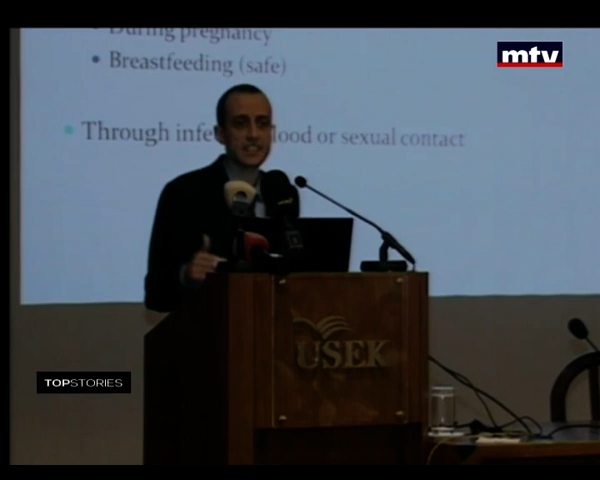 During pregnancy
mtv
Breastfeeding (safe)
Through infe lood or sexual contact
USEK
TOPSTORIES